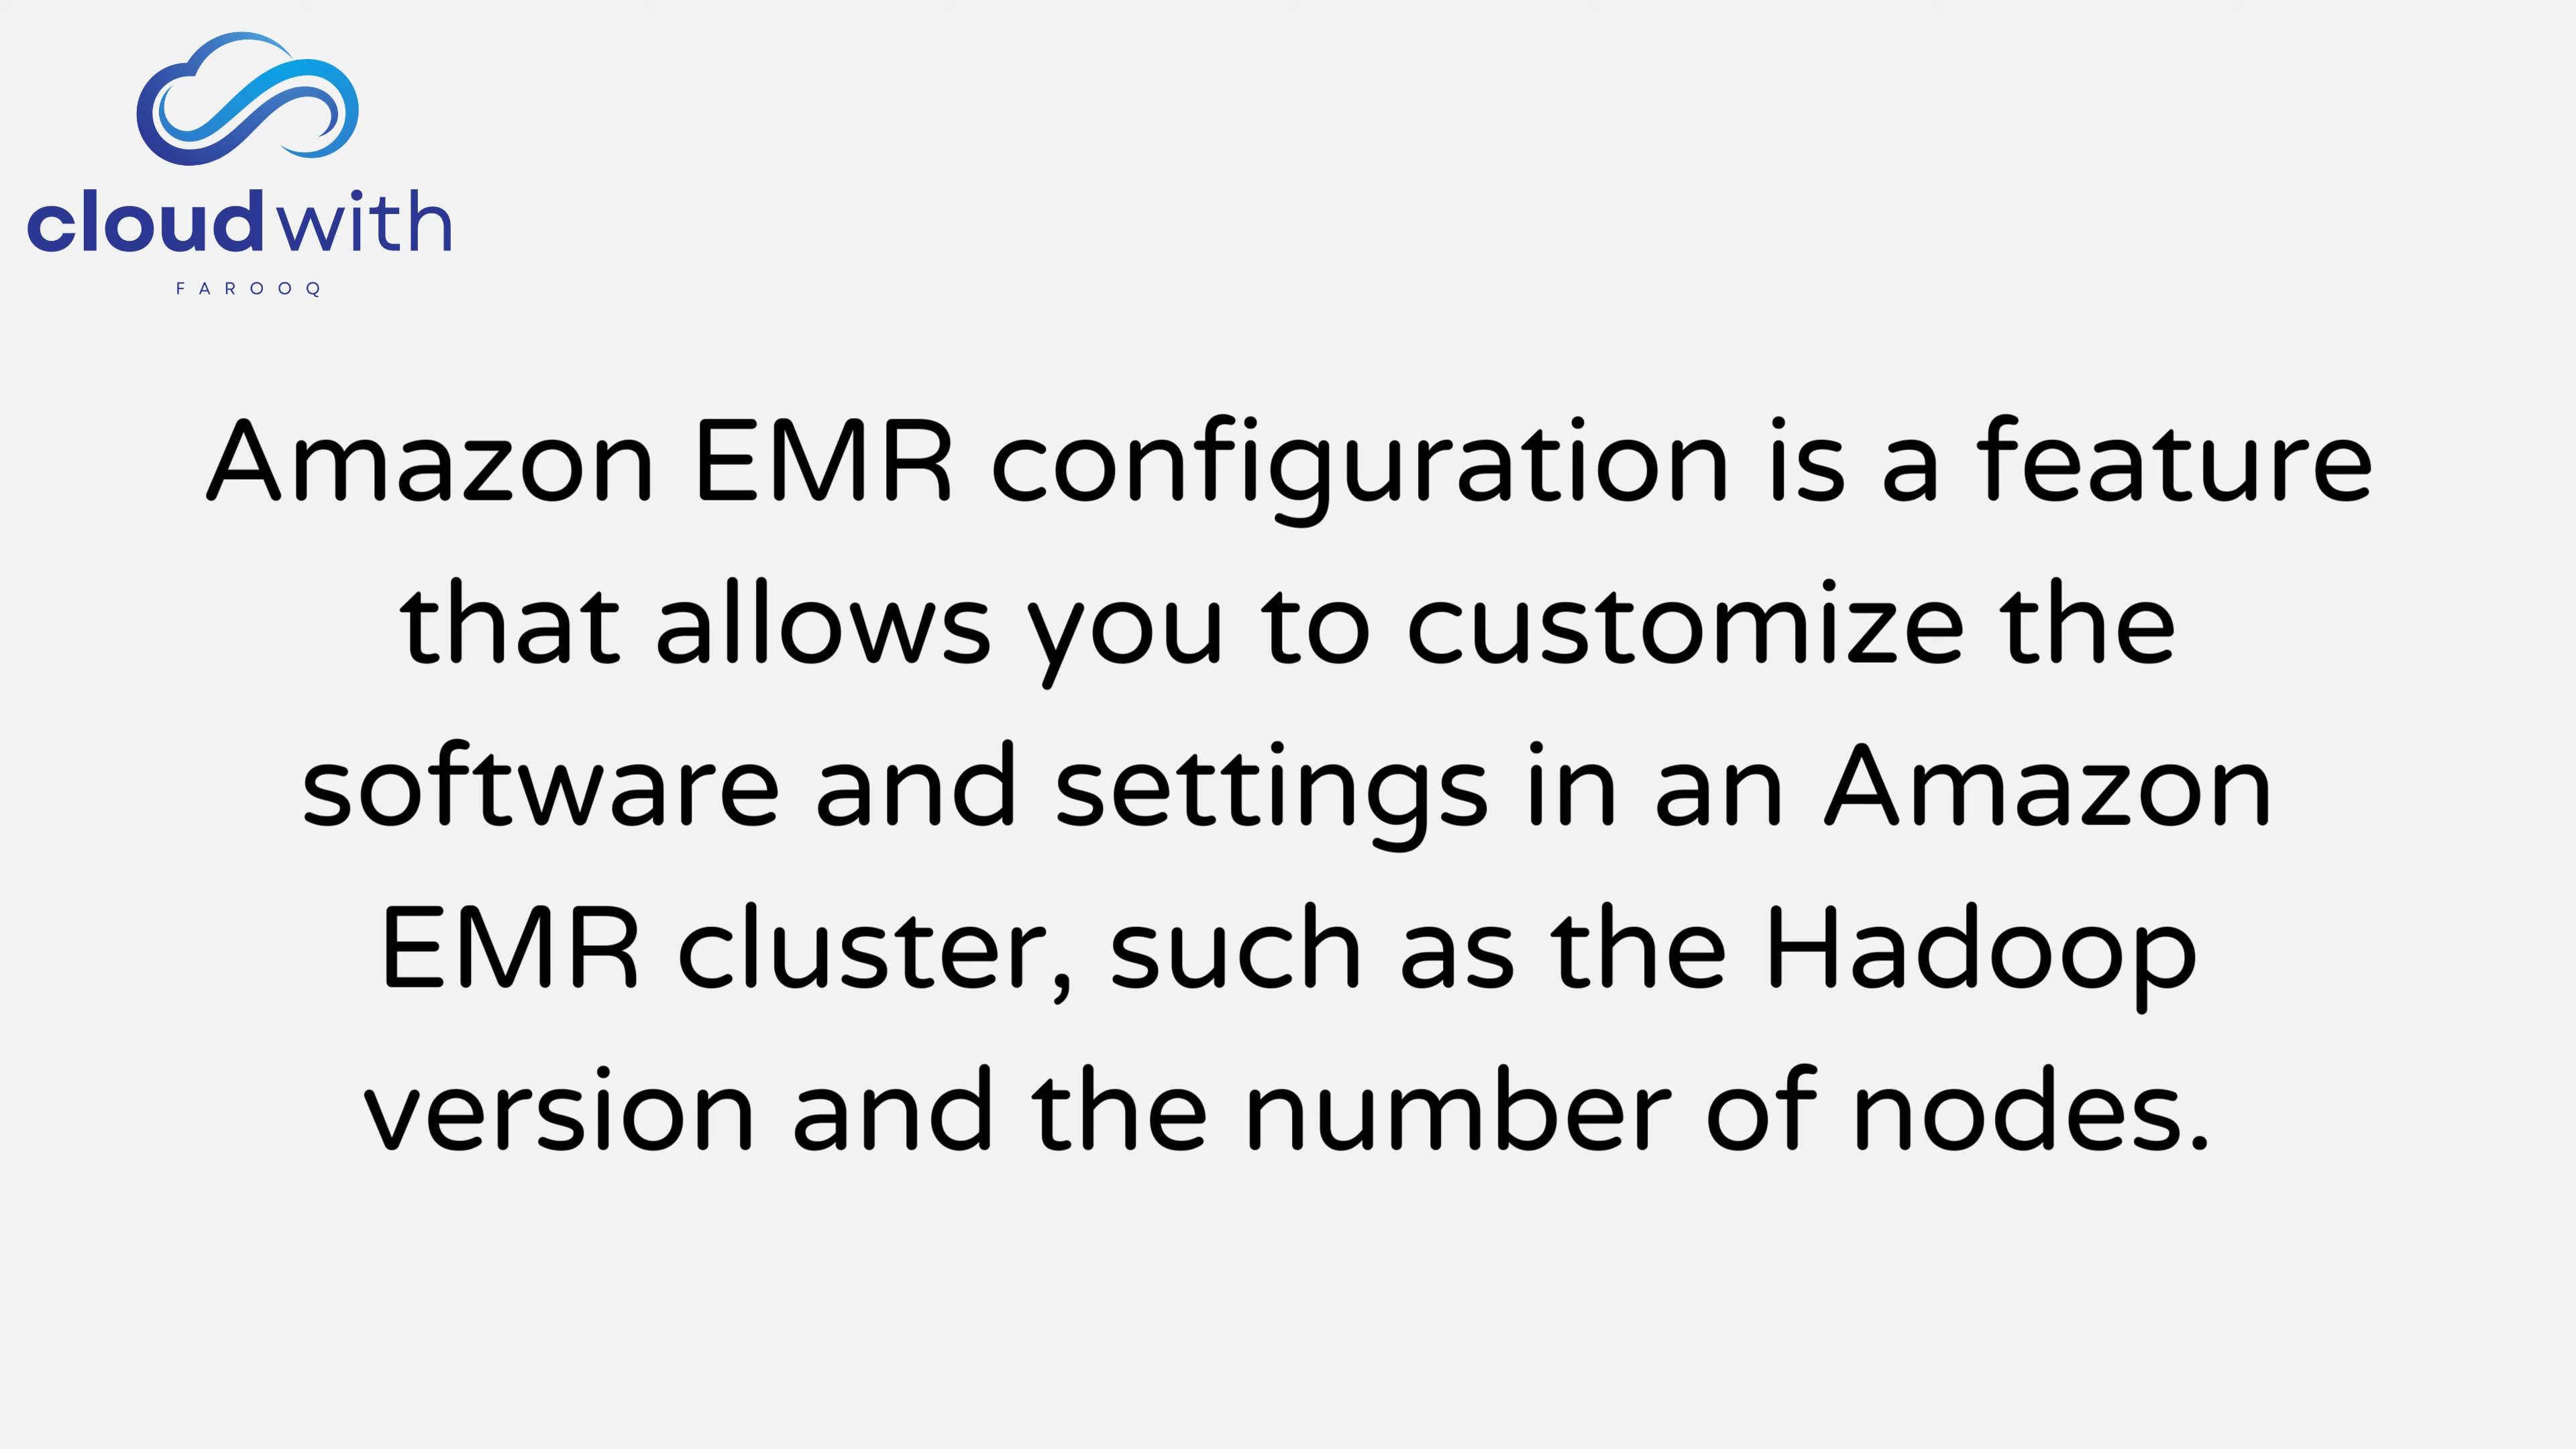 cloud with
FAROOQ
Amazon EMR configuration is a feature
that allows you to customize the
software and settings in an Amazon
EMR cluster, such as the Hadoop
version and the number of nodes.